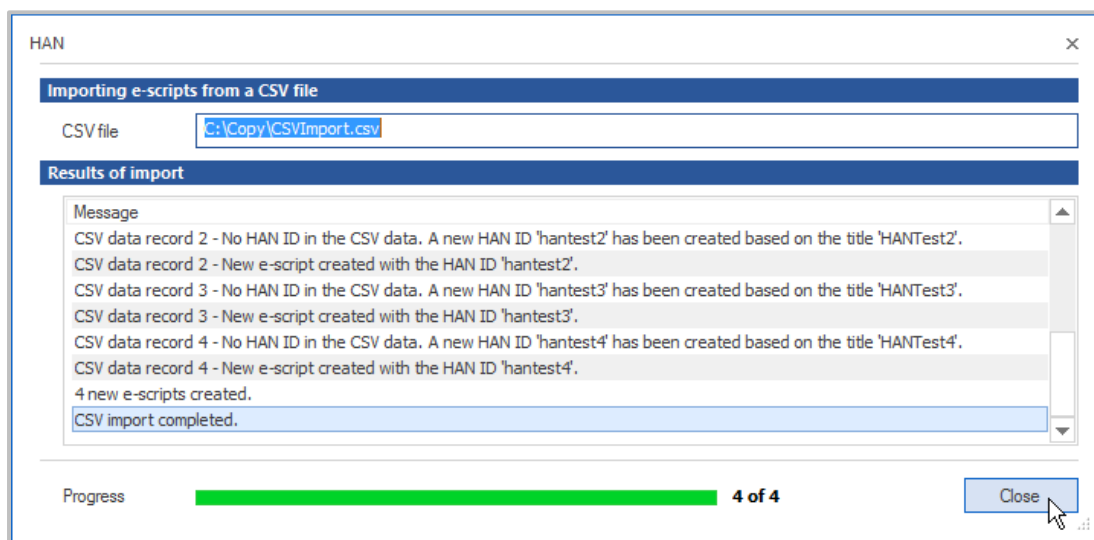 HAN
Importing e-scripts from a CSV file
CSV file C:\Copy\CSVImport.csv
Results of import
Message
CSV data record 2 - No HAN ID in the CSV data. A new HAN ID 'hantest2' has been created based on the title 'HANTest2'.
CSV data record 2 - New e-script created with the HAN ID 'hantest2'.
CSV data record 3 - No HAN ID in the CSV data. A new HAN ID 'hantest3' has been created based on the title 'HANTest3'.
CSV data record 3 - New e-script created with the HAN ID 'hantest3'.
CSV data record 4 - No HAN ID in the CSV data. A new HAN ID 'hantest4' has been created based on the title 'HANTest4'.
CSV data record 4 - New e-script created with the HAN ID 'hantest4'.
4 new e-scripts created.
CSV import completed.
Progress 4 of 4 Close